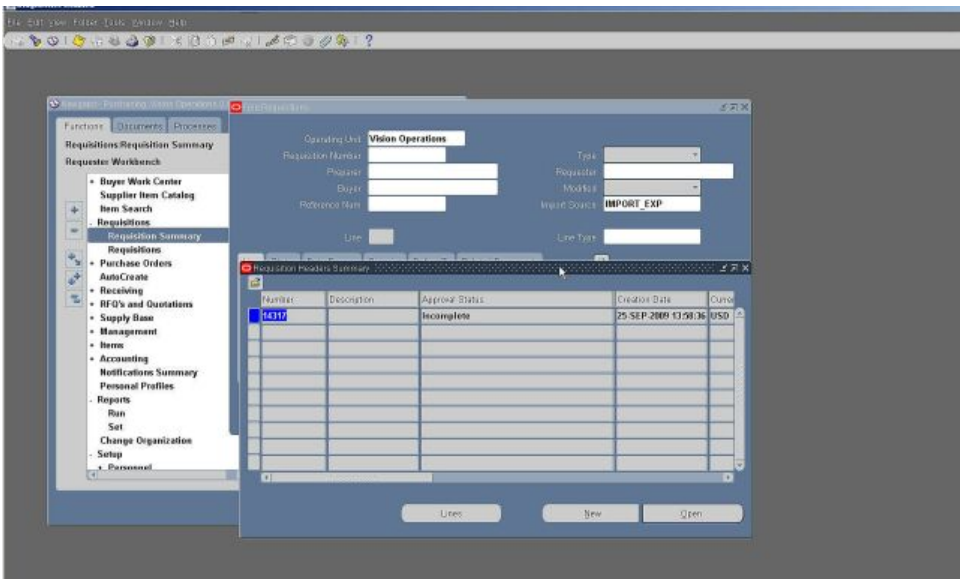 File Edit View Folder Tools Window Help
Functions Documents Processes
Requisitions:Requisition Summary
Requester Workbench
+ Buyer Work Center
Supplier Item Catalog
Item Search
- Requisitions
Requisition Summary
Requisitions
+ Purchase Orders
AutoCreate
+ Receiving
+ RFQ's and Quotations
+ Supply Base
+ Management
+ Items
+ Accounting
Notifications Summary
Personal Profiles
- Reports
Run
Set
Change Organization
- Setup
+ Personnel
Find Requisitions
Operating Unit Vision Operations
Requisition Number Type
Preparer Requester
Buyer Modified
Reference Num Import Source IMPORT_EXP
Line Line Type
Requisition Headers Summary
Number Description Approval Status Creation Date
14317 Incomplete 25-SEP-2009 13:58:36 USD
Lines New Open